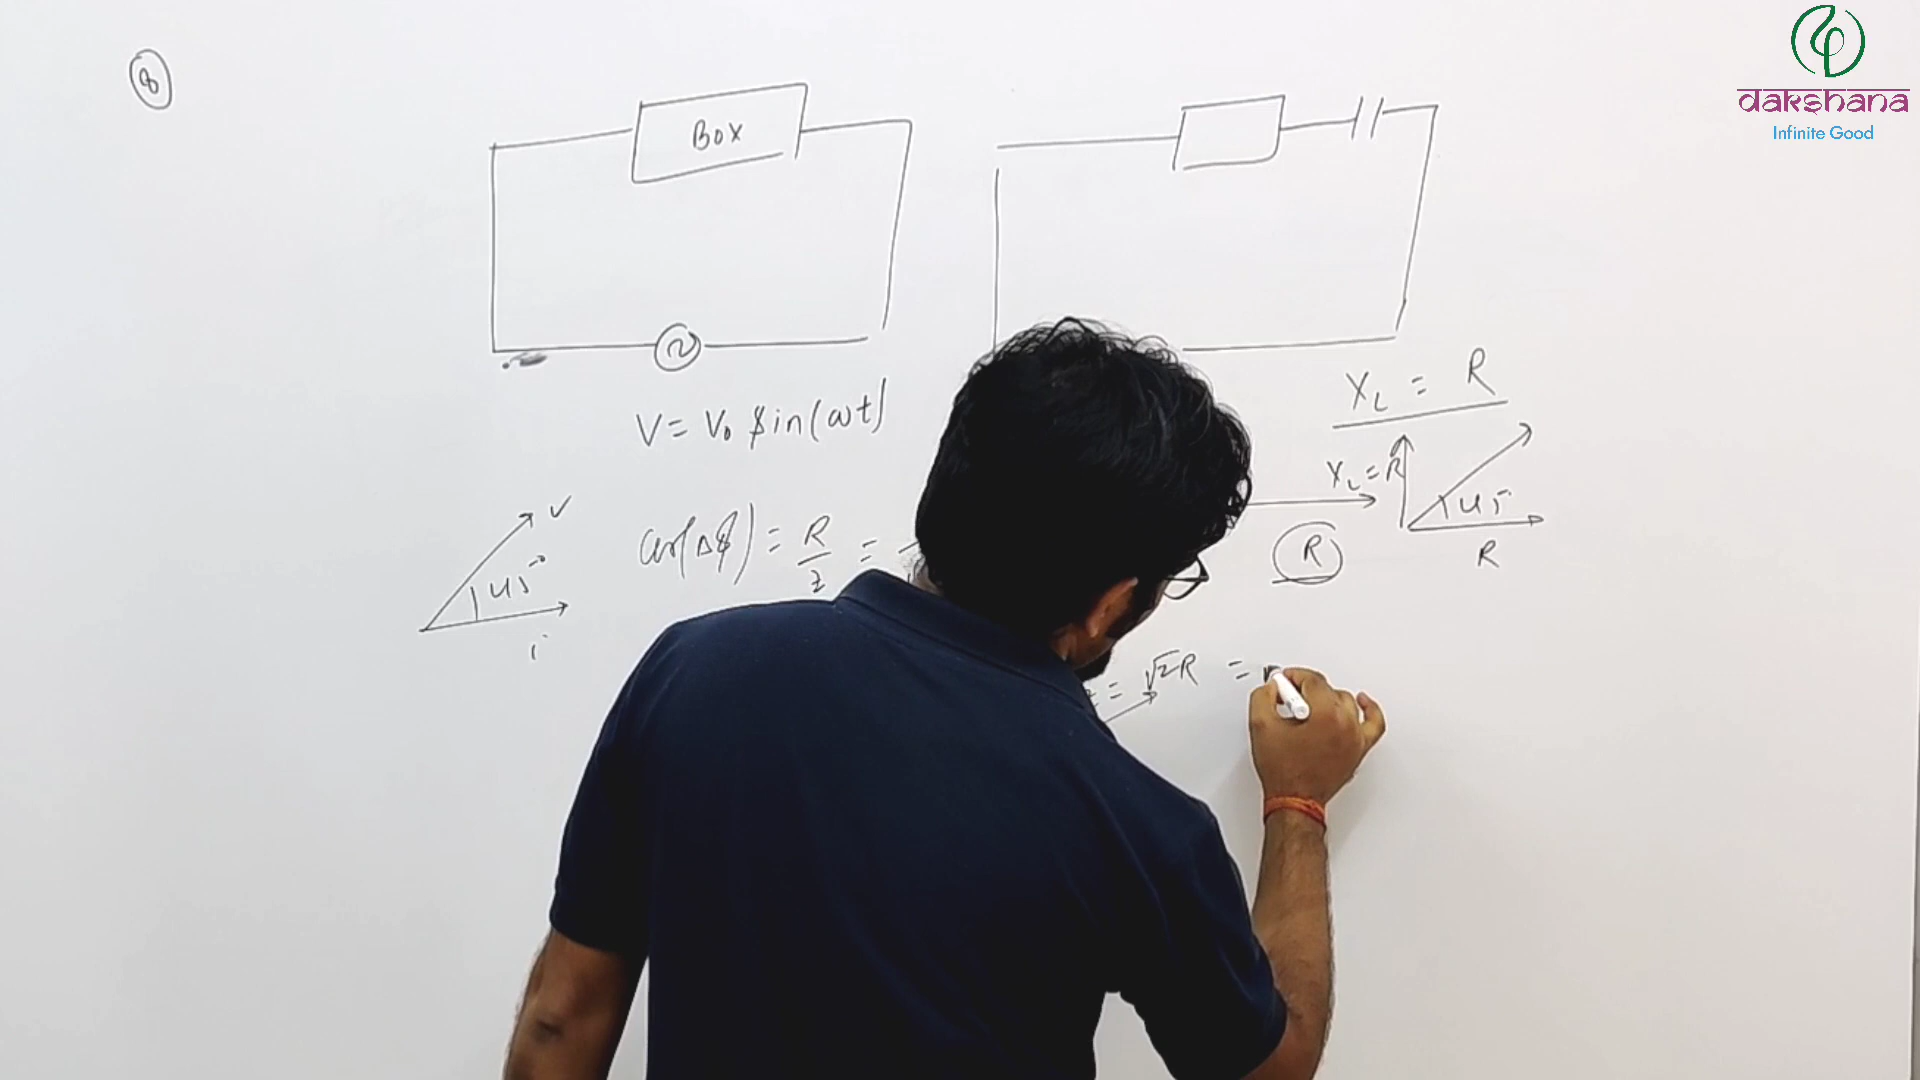 8
dakshana
Infinite Good
BOX
V = V₀ sin(ωt)
X_L = R
X_L = R
45
R
v
45°
i
cos(Δϕ) = R/z =
R
= √2R =